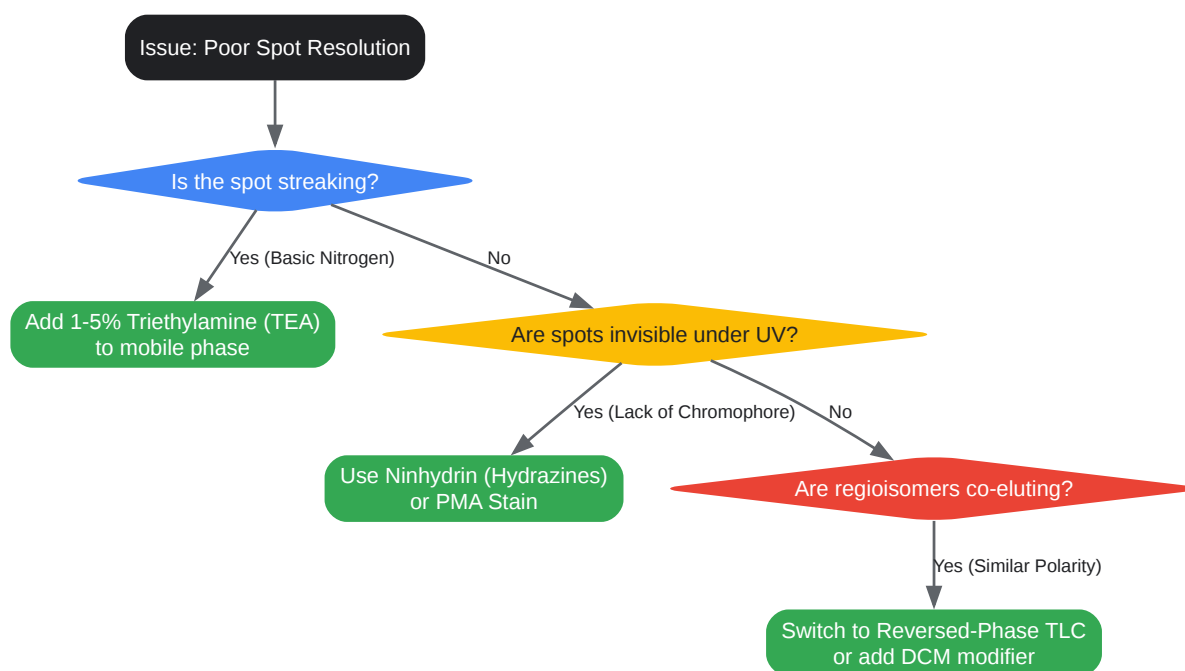 Issue: Poor Spot Resolution
Is the spot streaking?
Yes (Basic Nitrogen)
No
Add 1-5% Triethylamine (TEA)
to mobile phase
Are spots invisible under UV?
Yes (Lack of Chromophore)
No
Use Ninhydrin (Hydrazines)
or PMA Stain
Are regioisomers co-eluting?
Yes (Similar Polarity)
Switch to Reversed-Phase TLC
or add DCM modifier